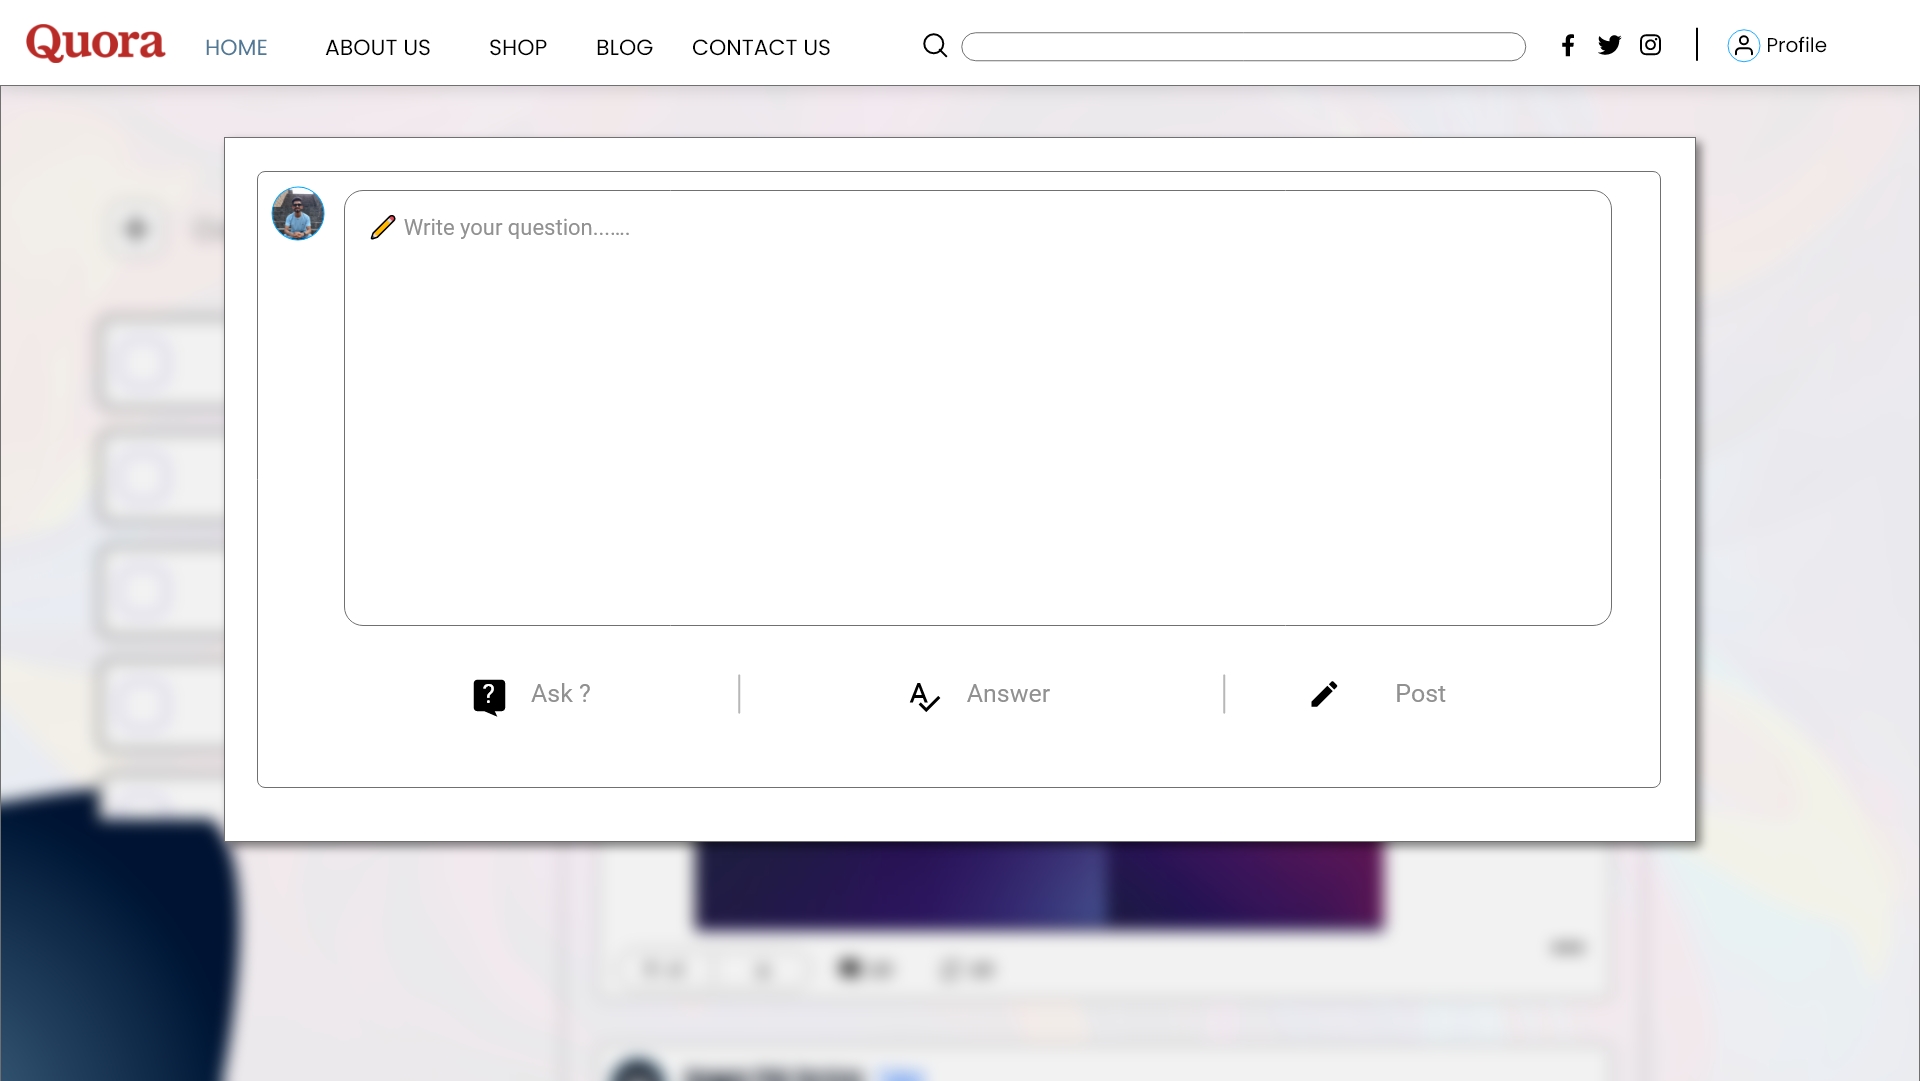 Quora HOME ABOUT US SHOP BLOG CONTACT US Profile
Write your question.......
? Ask ? Answer Post